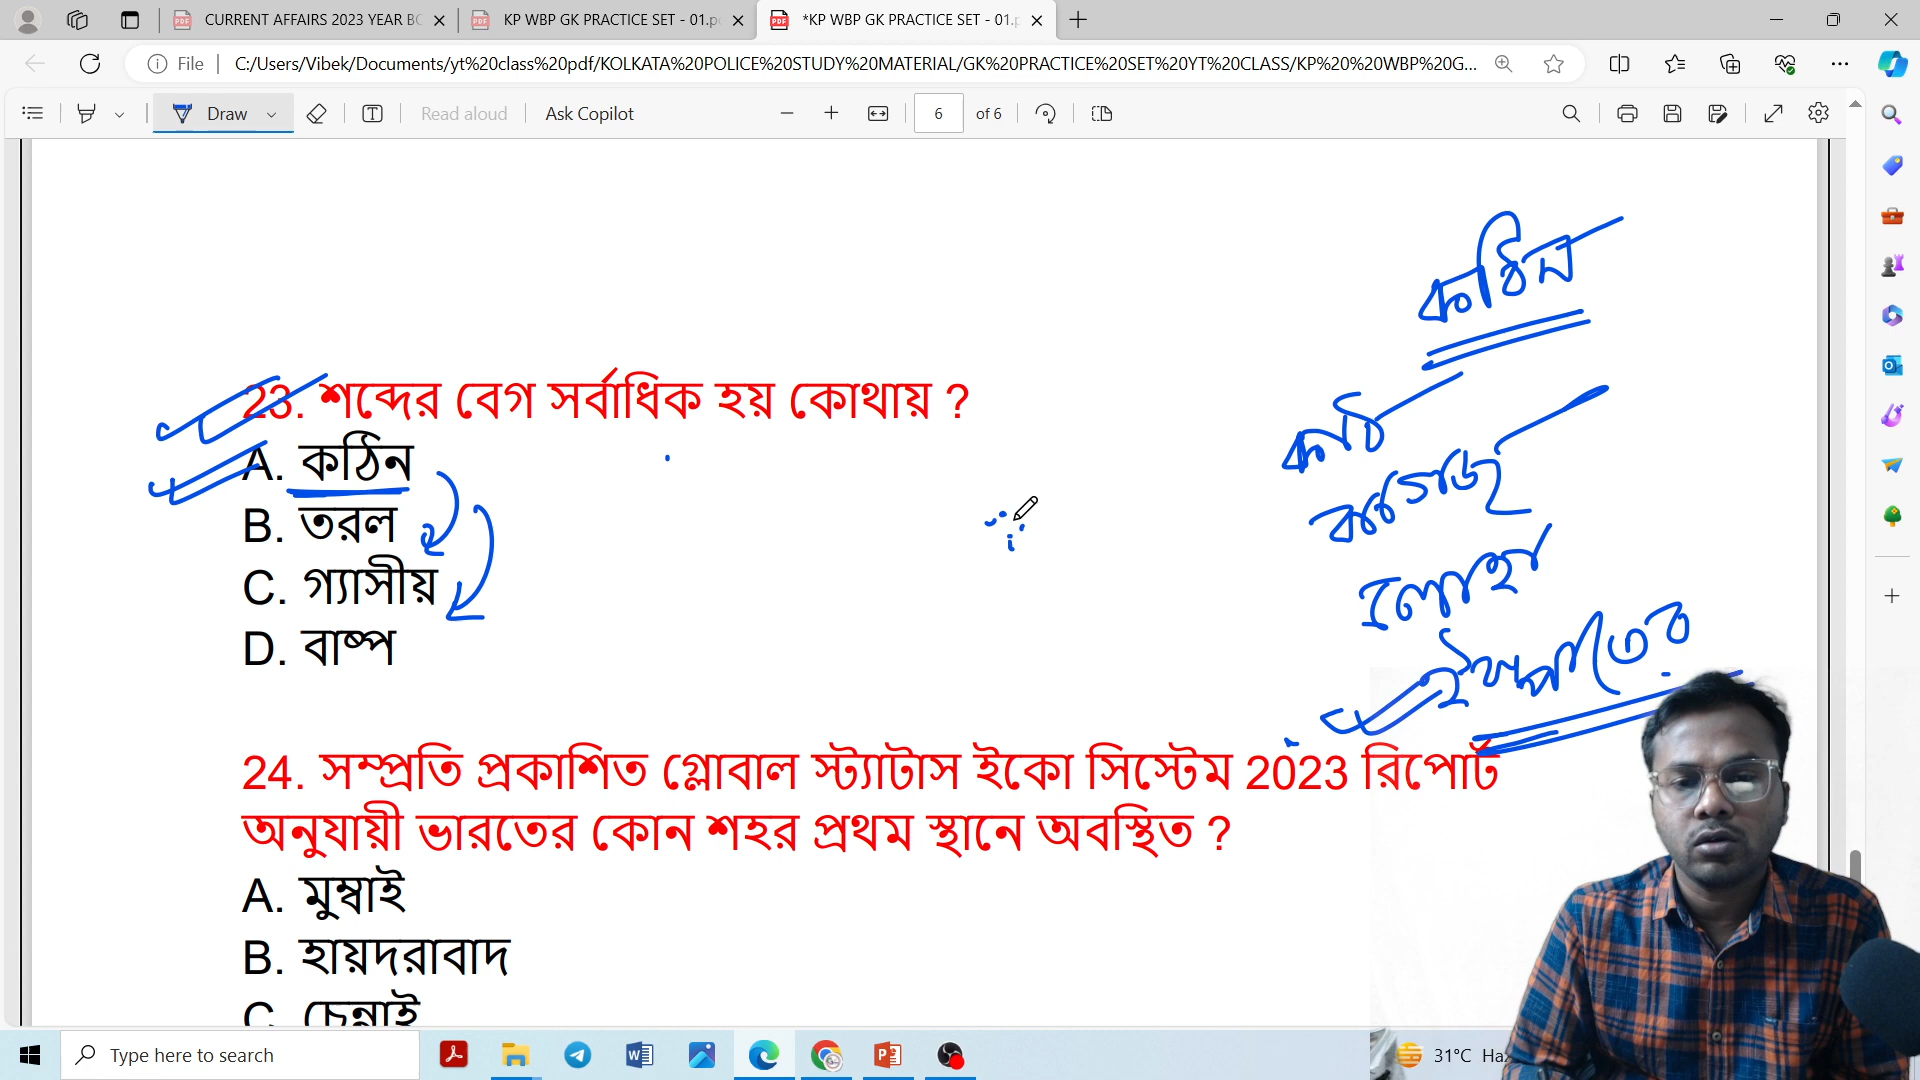 CURRENT AFFAIRS 2023 YEAR BO
KP WBP GK PRACTICE SET - 01.p
*KP WBP GK PRACTICE SET - 01.p
File
C:/Users/Vibek/Documents/yt%20class%20pdf/KOLKATA%20POLICE%20STUDY%20MATERIAL/GK%20PRACTICE%20SET%20YT%20CLASS/KP%20%20WBP%20G...
Draw
Read aloud
Ask Copilot
6 of 6
কঠিন
23. শব্দের বেগ সর্বাধিক হয় কোথায় ?
A. কঠিন
B. তরল
C. গ্যাসীয়
D. বাষ্প
লোহা
ইস্পাতের
24. সম্প্রতি প্রকাশিত গ্লোবাল স্ট্যাটাস ইকো সিস্টেম 2023 রিপোর্ট
অনুযায়ী ভারতের কোন শহর প্রথম স্থানে অবস্থিত ?
A. মুম্বাই
B. হায়দরাবাদ
C. চেন্নাই
Type here to search
31°C Haz